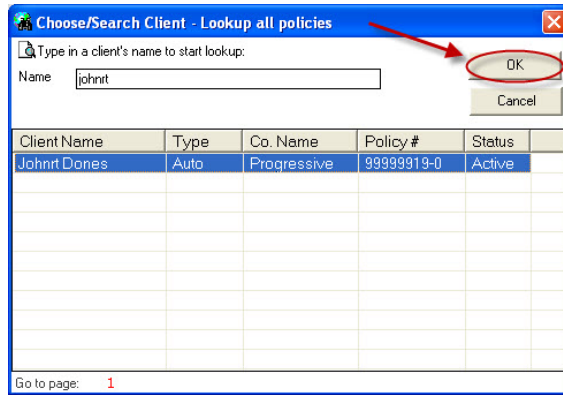 Choose/Search Client - Lookup all policies
Type in a client's name to start lookup:
Name johnrt
OK
Cancel
Client Name Type Co. Name Policy # Status
Johnrt Dones Auto Progressive 99999919-0 Active
Go to page: 1